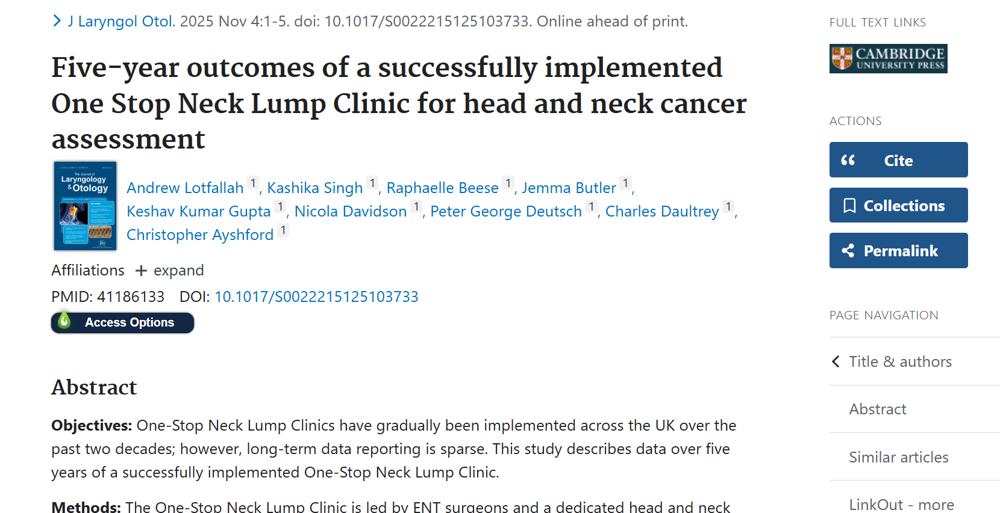 J Laryngol Otol. 2025 Nov 4:1-5. doi: 10.1017/S0022215125103733. Online ahead of print.
Five-year outcomes of a successfully implemented
One Stop Neck Lump Clinic for head and neck cancer
assessment
The Journal of
Laryngology
& Otology
Andrew Lotfallah 1, Kashika Singh 1, Raphaelle Beese 1, Jemma Butler 1,
Keshav Kumar Gupta 1, Nicola Davidson 1, Peter George Deutsch 1, Charles Daultrey 1,
Christopher Ayshford 1
Affiliations + expand
PMID: 41186133 DOI: 10.1017/S0022215125103733
Access Options
Abstract
Objectives: One-Stop Neck Lump Clinics have gradually been implemented across the UK over the
past two decades; however, long-term data reporting is sparse. This study describes data over five
years of a successfully implemented One-Stop Neck Lump Clinic.
Methods: The One-Stop Neck Lump Clinic is led by ENT surgeons and a dedicated head and neck
FULL TEXT LINKS
CAMBRIDGE
UNIVERSITY PRESS
ACTIONS
Cite
Collections
Permalink
PAGE NAVIGATION
Title & authors
Abstract
Similar articles
LinkOut - more